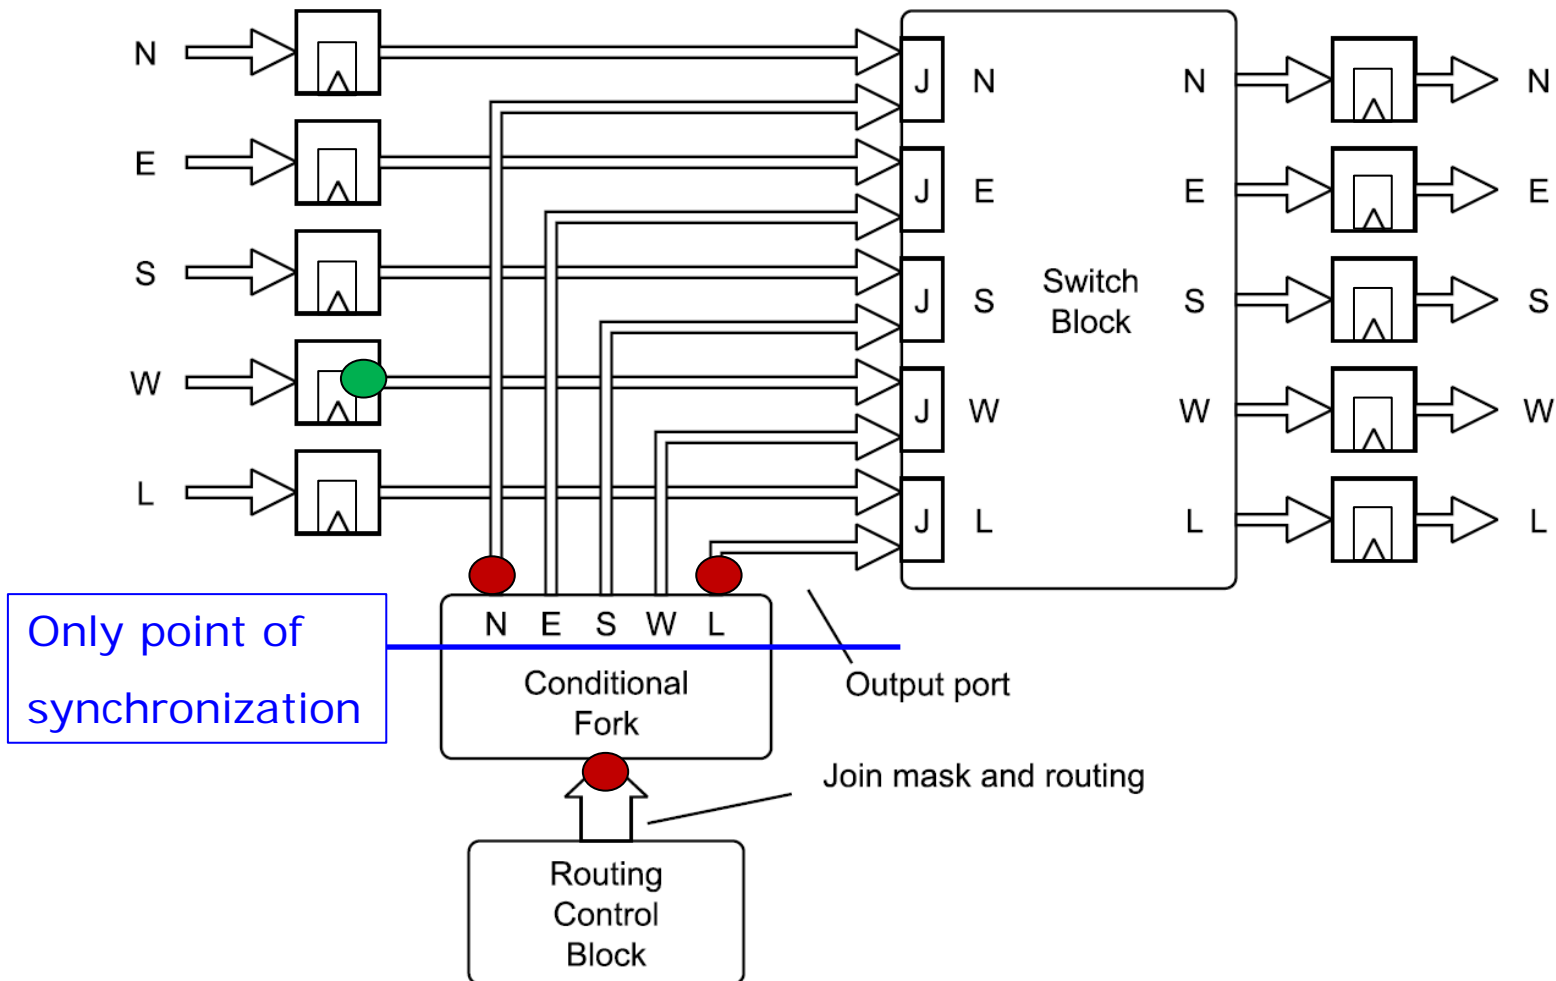 N
E
S
W
L
J N
J E
J S
J W
J L
Switch
Block
N
E
S
W
L
N
E
S
W
L
N E S W L
Conditional
Fork
Only point of
synchronization
Output port
Join mask and routing
Routing
Control
Block